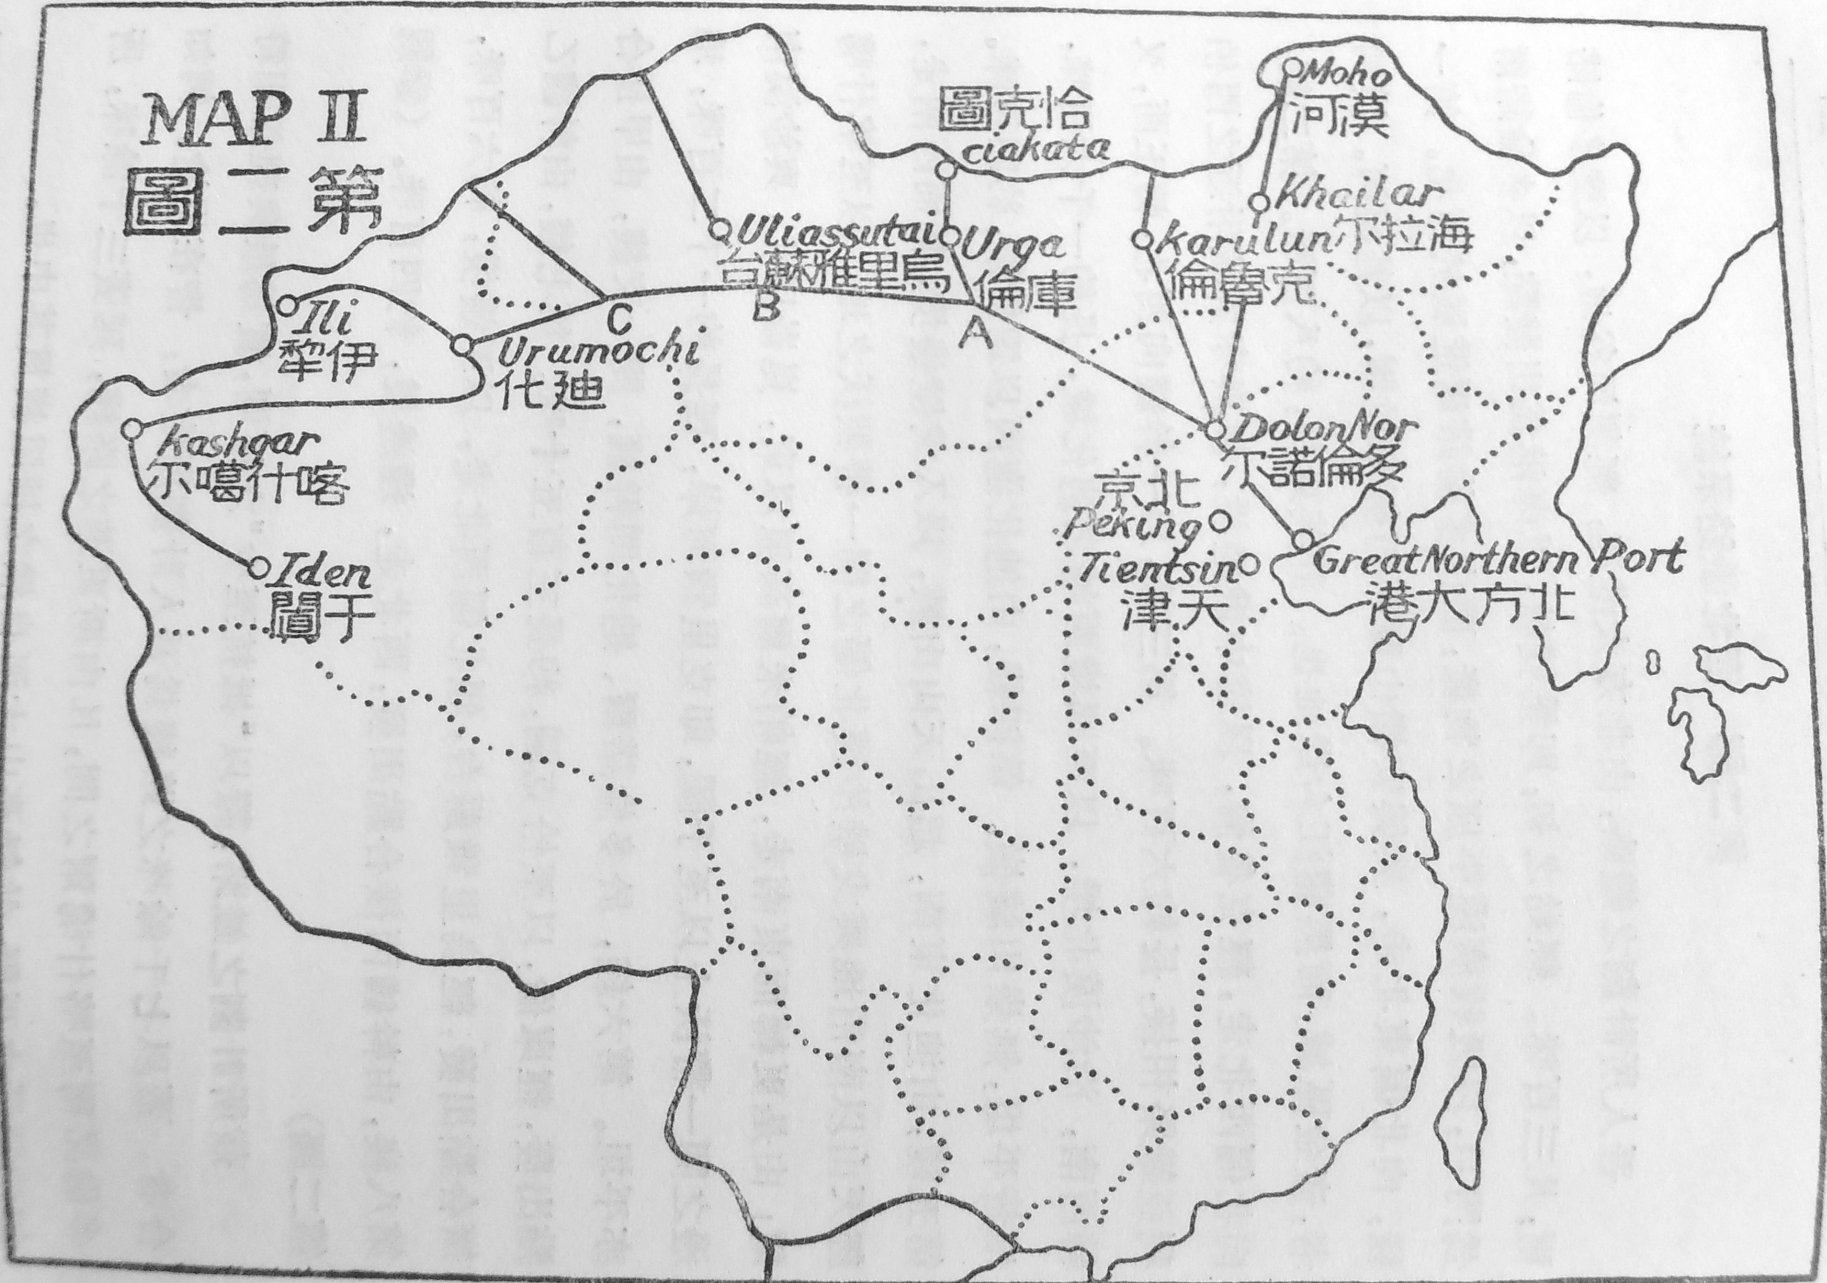 MAP II
第二圖
Moho
漠河
恰克圖
ciakata
Khailar
海拉尔
Uliassutai
烏里雅蘇台
Urga
庫倫
Karulun
克魯倫
Ili
伊犂
C
B
A
Urumochi
迪化
Kashgar
喀什噶尔
Dolon Nor
多倫諾尔
北京
Peking
Tientsin
天津
Great Northern Port
北方大港
Iden
于闐